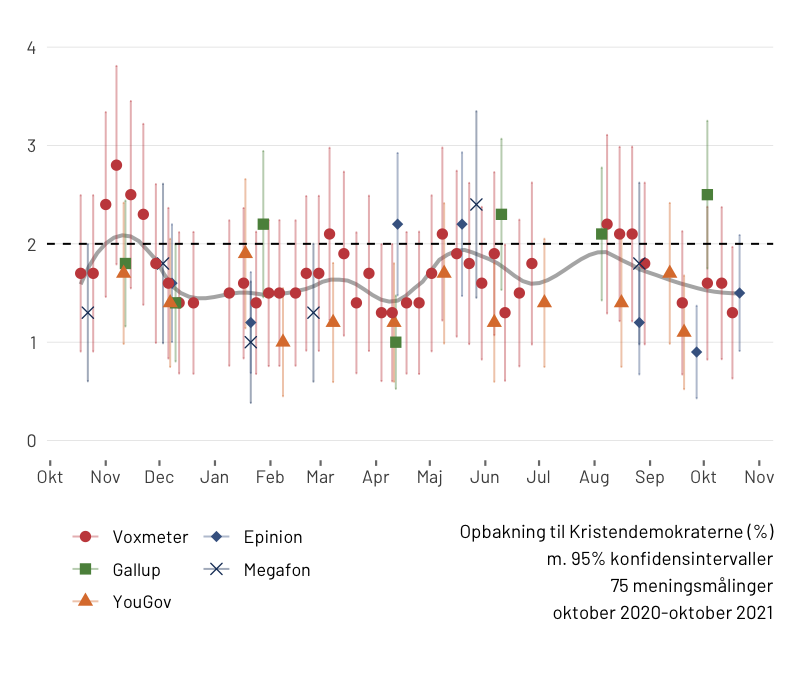 4
3
2
1
0
Okt Nov Dec Jan Feb Mar Apr Maj Jun Jul Aug Sep Okt Nov
Voxmeter Epinion
Gallup Megafon
YouGov
Opbakning til Kristendemokraterne (%)
m. 95% konfidensintervaller
75 meningsmålinger
oktober 2020-oktober 2021